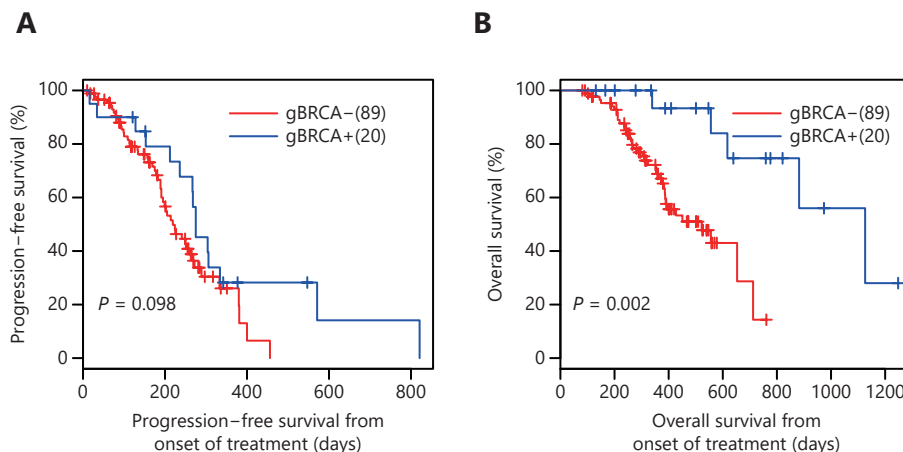 A
Progression–free survival (%)
100
80
60
40
20
0
gBRCA–(89)
gBRCA+(20)
P = 0.098
0 200 400 600 800
Progression–free survival from
onset of treatment (days)
B
Overall survival (%)
100
80
60
40
20
0
gBRCA–(89)
gBRCA+(20)
P = 0.002
0 200 400 600 800 1000 1200
Overall survival from
onset of treatment (days)